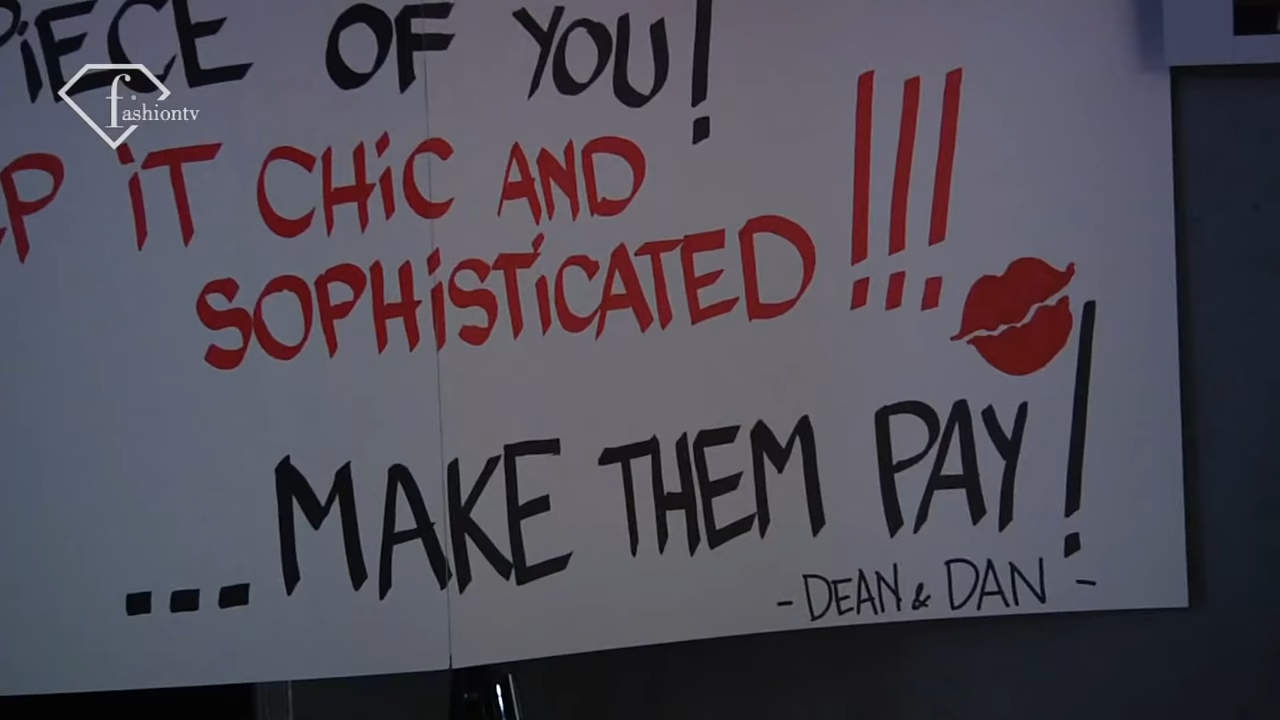 PiECE OF YOU!
fashiontv
iT CHiC AND
SOPHiSTiCATED!!!
...MAKE THEM PAY!
- DEAN & DAN -